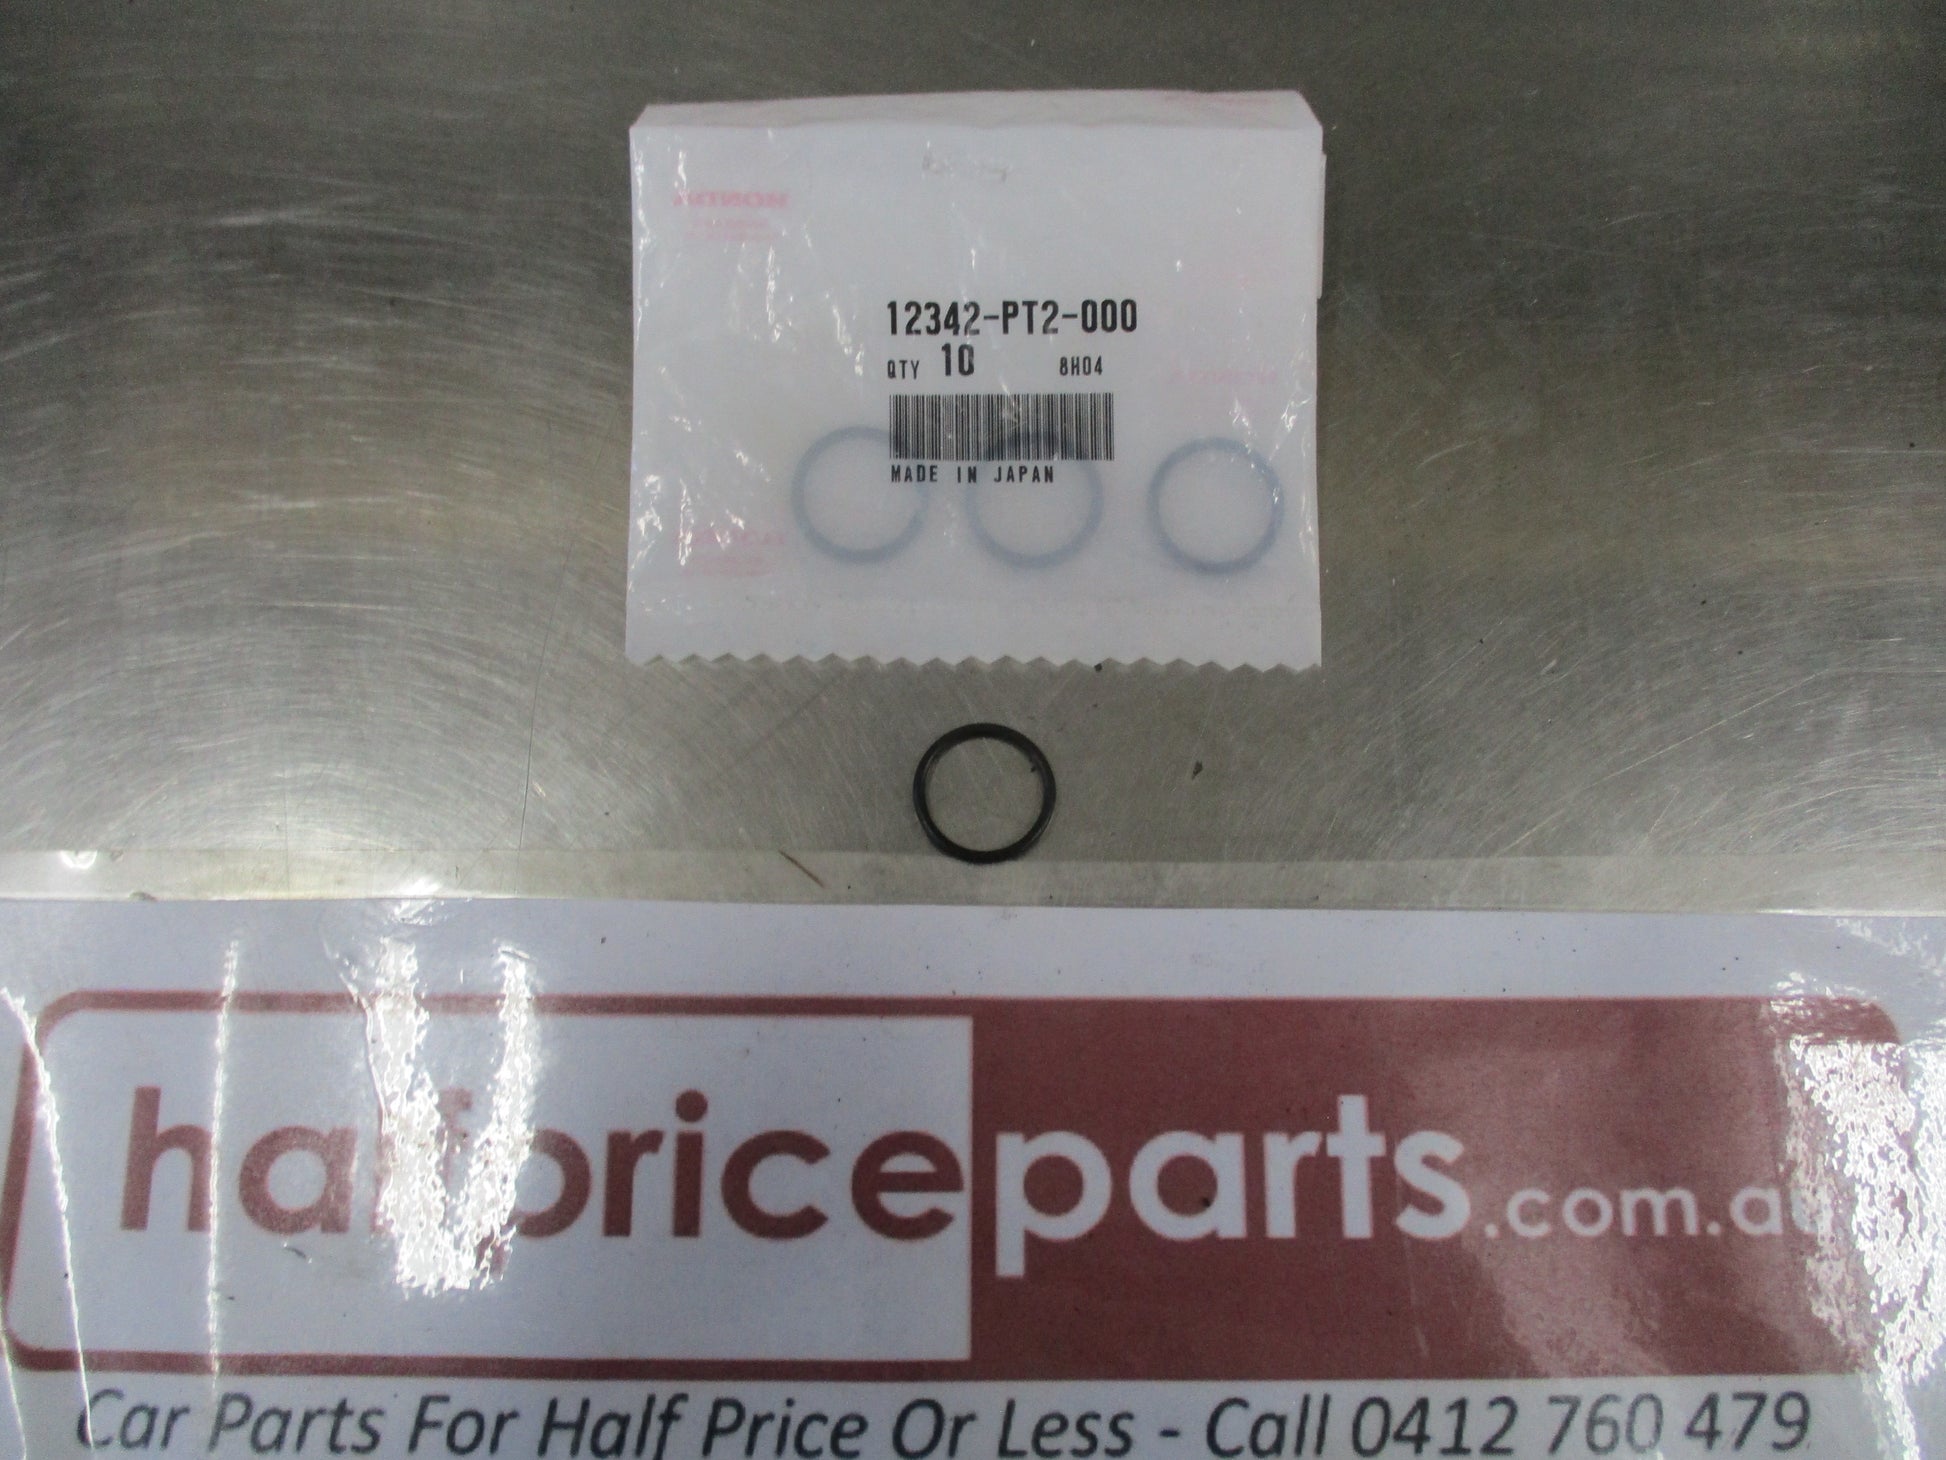 HONDA
12342-PT2-000
QTY 10 8H04
MADE IN JAPAN
halfpriceparts.com.au
Car Parts For Half Price Or Less - Call 0412 760 479